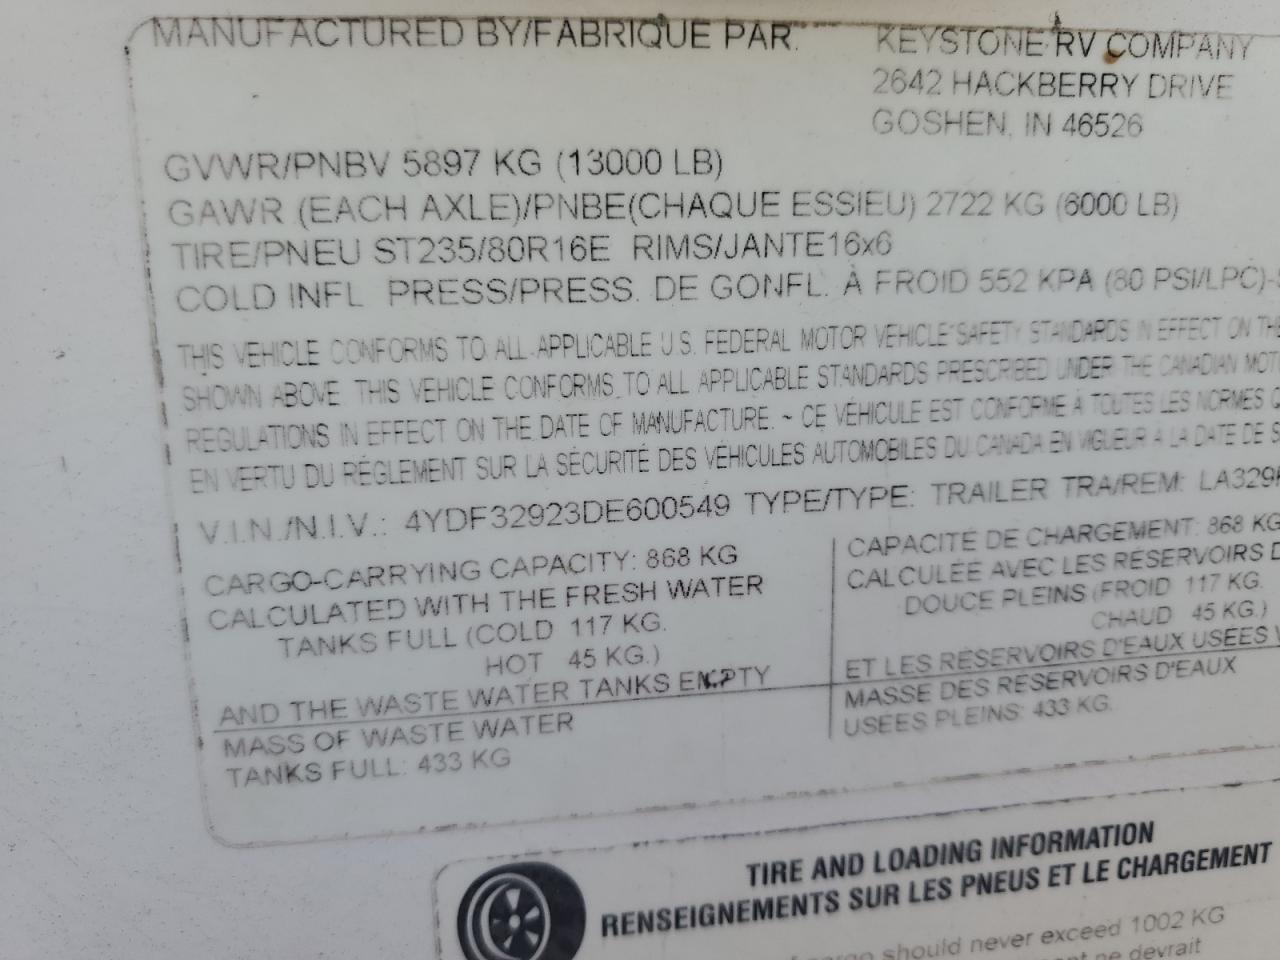 MANUFACTURED BY/FABRIQUE PAR: KEYSTONE RV COMPANY
2642 HACKBERRY DRIVE
GOSHEN, IN 46526
GVWR/PNBV 5897 KG (13000 LB)
GAWR (EACH AXLE)/PNBE(CHAQUE ESSIEU) 2722 KG (6000 LB)
TIRE/PNEU ST235/80R16E RIMS/JANTE16x6
COLD INFL. PRESS/PRESS. DE GONFL. À FROID 552 KPA (80 PSI/LPC)-
THIS VEHICLE CONFORMS TO ALL APPLICABLE U.S. FEDERAL MOTOR VEHICLE SAFETY STANDARDS IN EFFECT ON THE
SHOWN ABOVE. THIS VEHICLE CONFORMS TO ALL APPLICABLE STANDARDS PRESCRIBED UNDER THE CANADIAN MOT
REGULATIONS IN EFFECT ON THE DATE OF MANUFACTURE. ~ CE VÉHICULE EST CONFORME À TOUTES LES NORMES
EN VERTU DU RÉGLEMENT SUR LA SÉCURITÉ DES VÉHICULES AUTOMOBILES DU CANADA EN VIGUEUR A LA DATE DE
V.I.N./N.I.V.: 4YDF32923DE600549 TYPE/TYPE: TRAILER TRA/REM: LA329
CARGO-CARRYING CAPACITY: 868 KG
CALCULATED WITH THE FRESH WATER
TANKS FULL (COLD 117 KG.
HOT 45 KG.)
AND THE WASTE WATER TANKS EMPTY
MASS OF WASTE WATER
TANKS FULL: 433 KG
CAPACITÉ DE CHARGEMENT: 868 KG
CALCULÉE AVEC LES RÉSERVOIRS D
DOUCE PLEINS (FROID 117 KG.
CHAUD 45 KG.)
ET LES RÉSERVOIRS D'EAUX USÉES V
MASSE DES RÉSERVOIRS D'EAUX
USÉES PLEINS: 433 KG.
TIRE AND LOADING INFORMATION
RENSEIGNEMENTS SUR LES PNEUS ET LE CHARGEMENT
cargo should never exceed 1002 KG
ne devrait